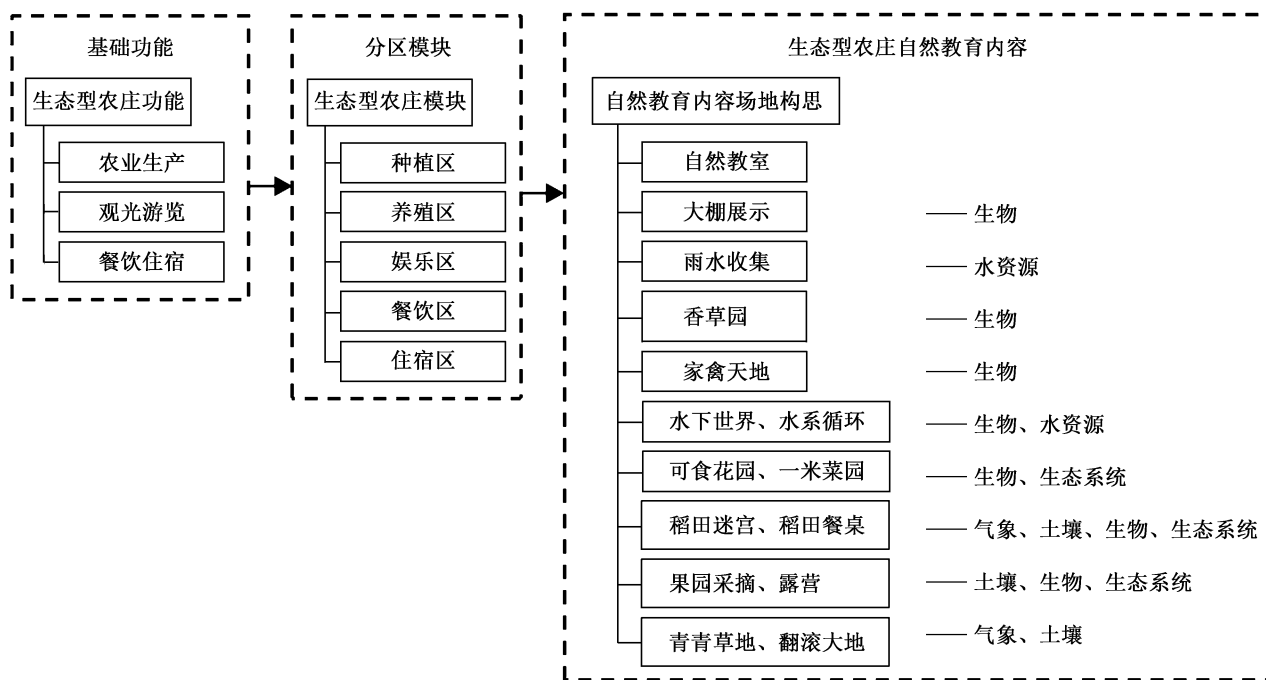 基础功能
生态型农庄功能
农业生产
观光游览
餐饮住宿
分区模块
生态型农庄模块
种植区
养殖区
娱乐区
餐饮区
住宿区
生态型农庄自然教育内容
自然教育内容场地构思
自然教室
大棚展示
生物
雨水收集
水资源
香草园
生物
家禽天地
生物
水下世界、水系循环
生物、水资源
可食花园、一米菜园
生物、生态系统
稻田迷宫、稻田餐桌
气象、土壤、生物、生态系统
果园采摘、露营
土壤、生物、生态系统
青青草地、翻滚大地
气象、土壤